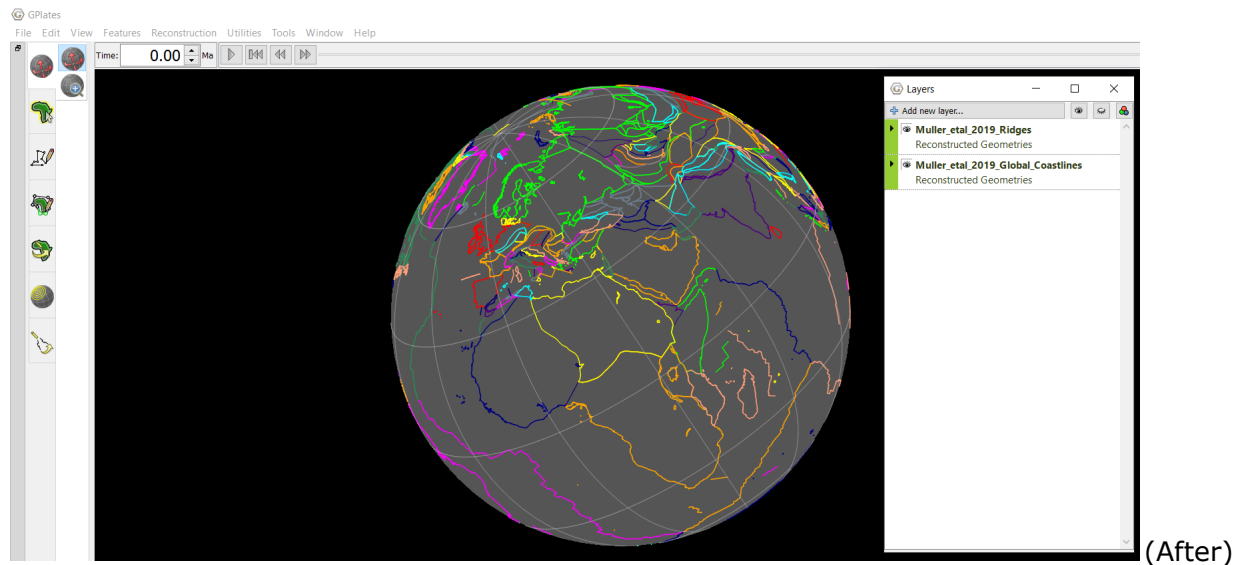 GPlates
File Edit View Features Reconstruction Utilities Tools Window Help
Time: 0.00 Ma
Layers
Add new layer...
Muller_etal_2019_Ridges
Reconstructed Geometries
Muller_etal_2019_Global_Coastlines
Reconstructed Geometries
(After)